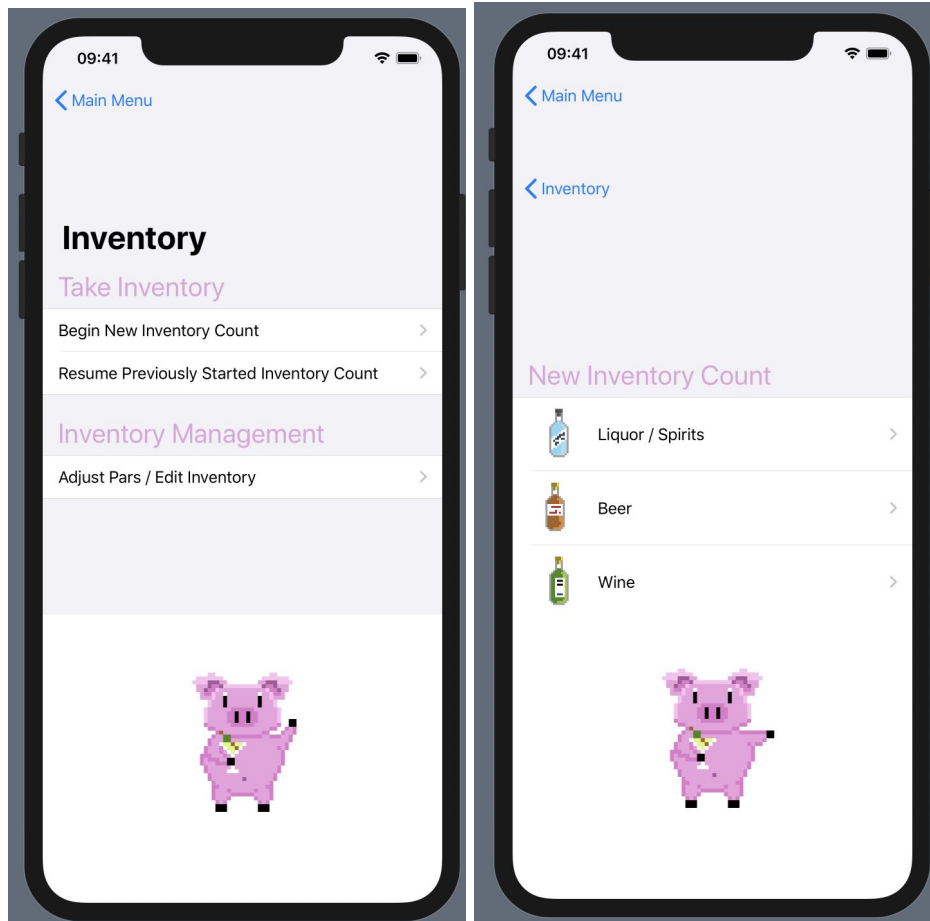 09:41
Main Menu
Inventory
Take Inventory
Begin New Inventory Count
Resume Previously Started Inventory Count
Inventory Management
Adjust Pars / Edit Inventory
09:41
Main Menu
Inventory
New Inventory Count
Liquor / Spirits
Beer
Wine